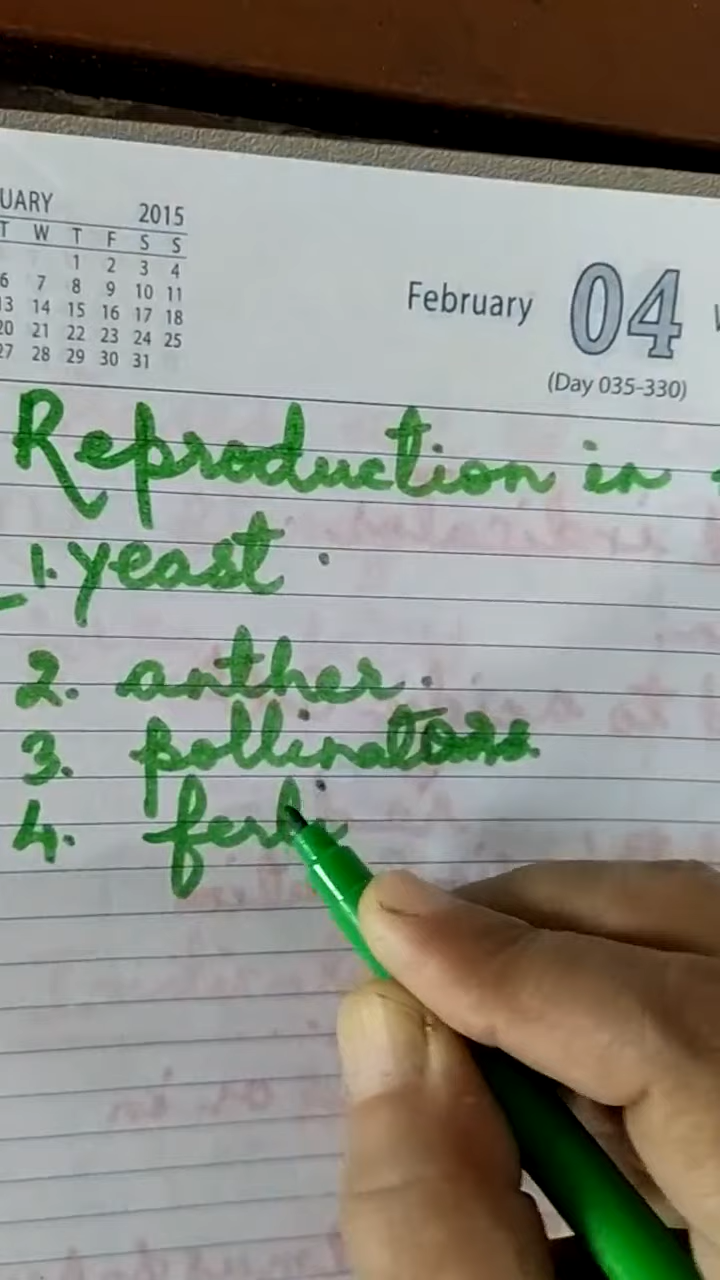 UARY 2015
T W T F S S
1 2 3 4
6 7 8 9 10 11
13 14 15 16 17 18
20 21 22 23 24 25
27 28 29 30 31
February 04 W
(Day 035-330)
Reproduction in
1. yeast.
2. anther.
3. pollinators.
4. ferti